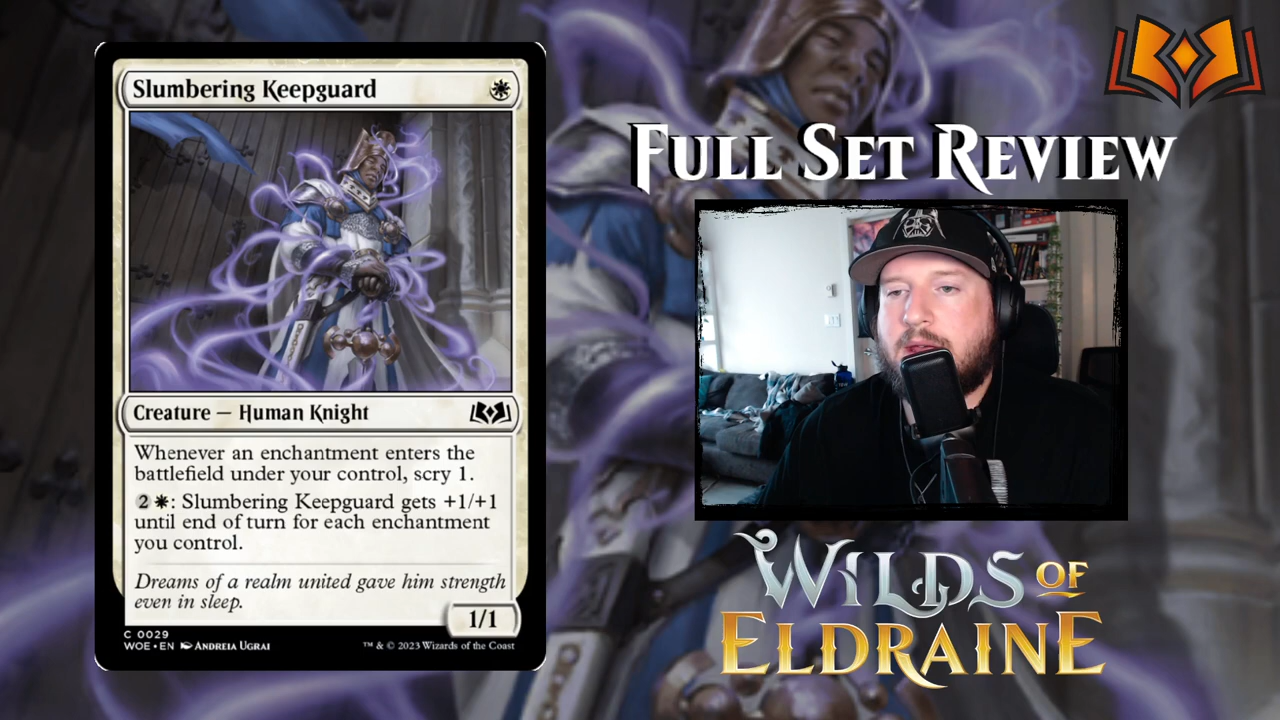 Slumbering Keepguard
Creature — Human Knight
Whenever an enchantment enters the
battlefield under your control, scry 1.
2: Slumbering Keepguard gets +1/+1
until end of turn for each enchantment
you control.
Dreams of a realm united gave him strength
even in sleep.
1/1
C 0029
WOE • EN ANDREIA UGRAI
™ & © 2023 Wizards of the Coast
FULL SET REVIEW
WILDS OF
ELDRAINE